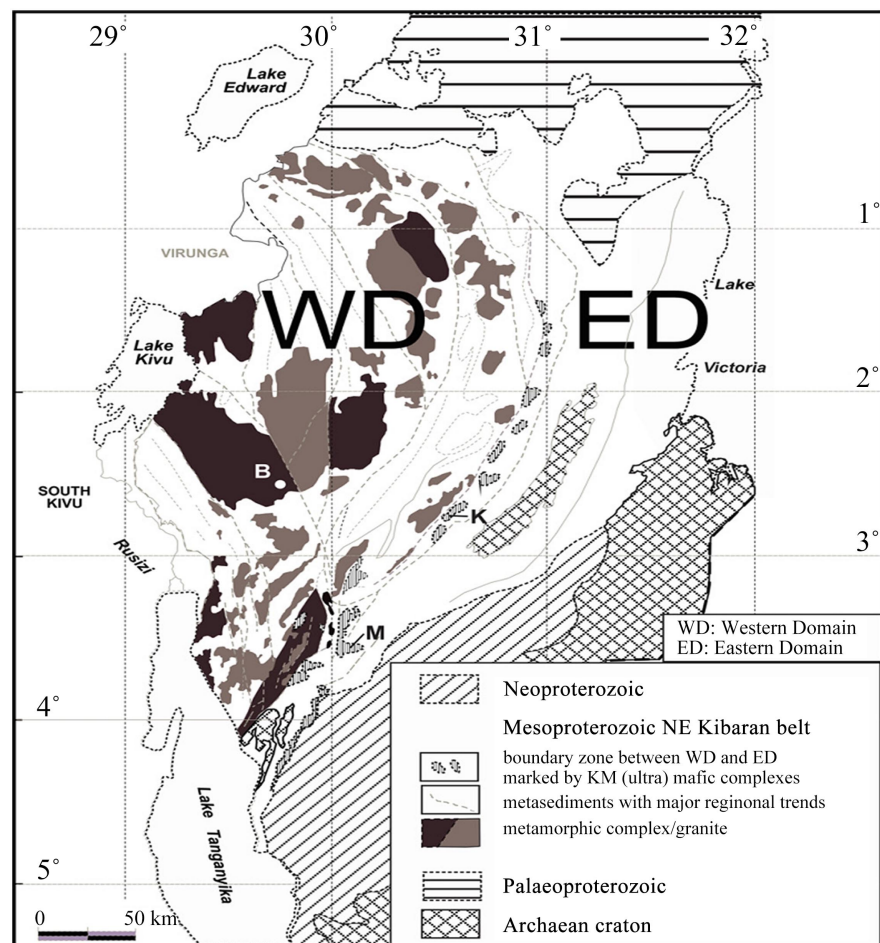 29°
30°
31°
32°
Lake
Edward
1°
VIRUNGA
WD
ED
Lake
Lake
Kivu
Victoria
2°
B
SOUTH
KIVU
K
Rusizi
3°
M
WD: Western Domain
ED: Eastern Domain
Neoproterozoic
4°
Mesoproterozoic NE Kibaran belt
boundary zone between WD and ED
marked by KM (ultra) mafic complexes
metasediments with major reginonal trends
metamorphic complex/granite
Lake Tanganyika
5°
Palaeoproterozoic
0 50 km
Archaean craton